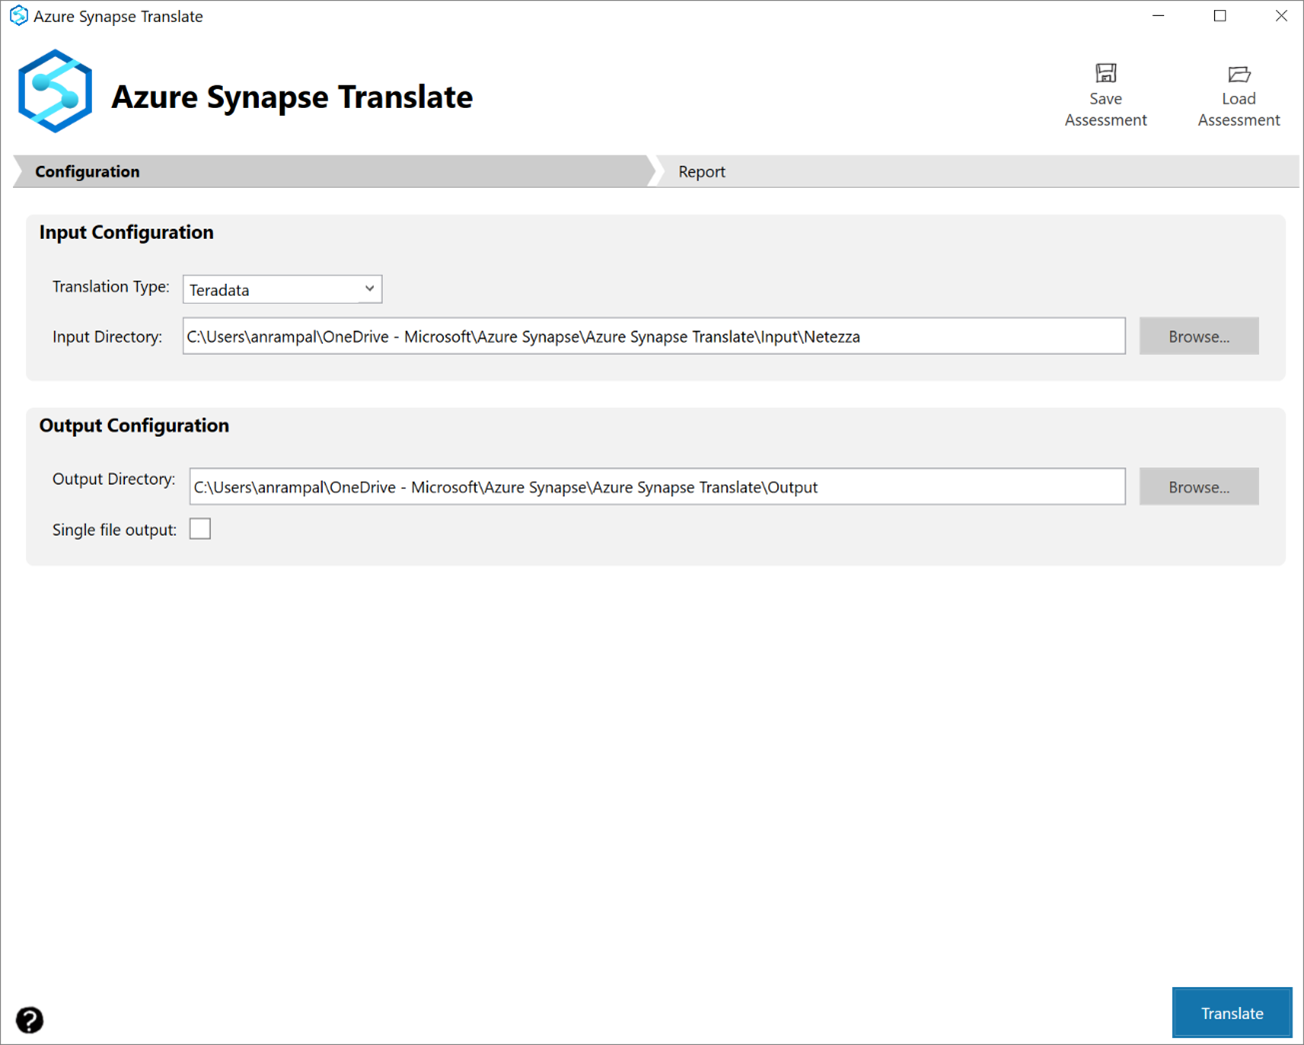 Azure Synapse Translate
Azure Synapse Translate
Save
Assessment
Load
Assessment
Configuration
Report
Input Configuration
Translation Type:
Teradata
Input Directory:
C:\Users\anrampal\OneDrive - Microsoft\Azure Synapse\Azure Synapse Translate\Input\Netezza
Browse...
Output Configuration
Output Directory:
C:\Users\anrampal\OneDrive - Microsoft\Azure Synapse\Azure Synapse Translate\Output
Browse...
Single file output:
?
Translate